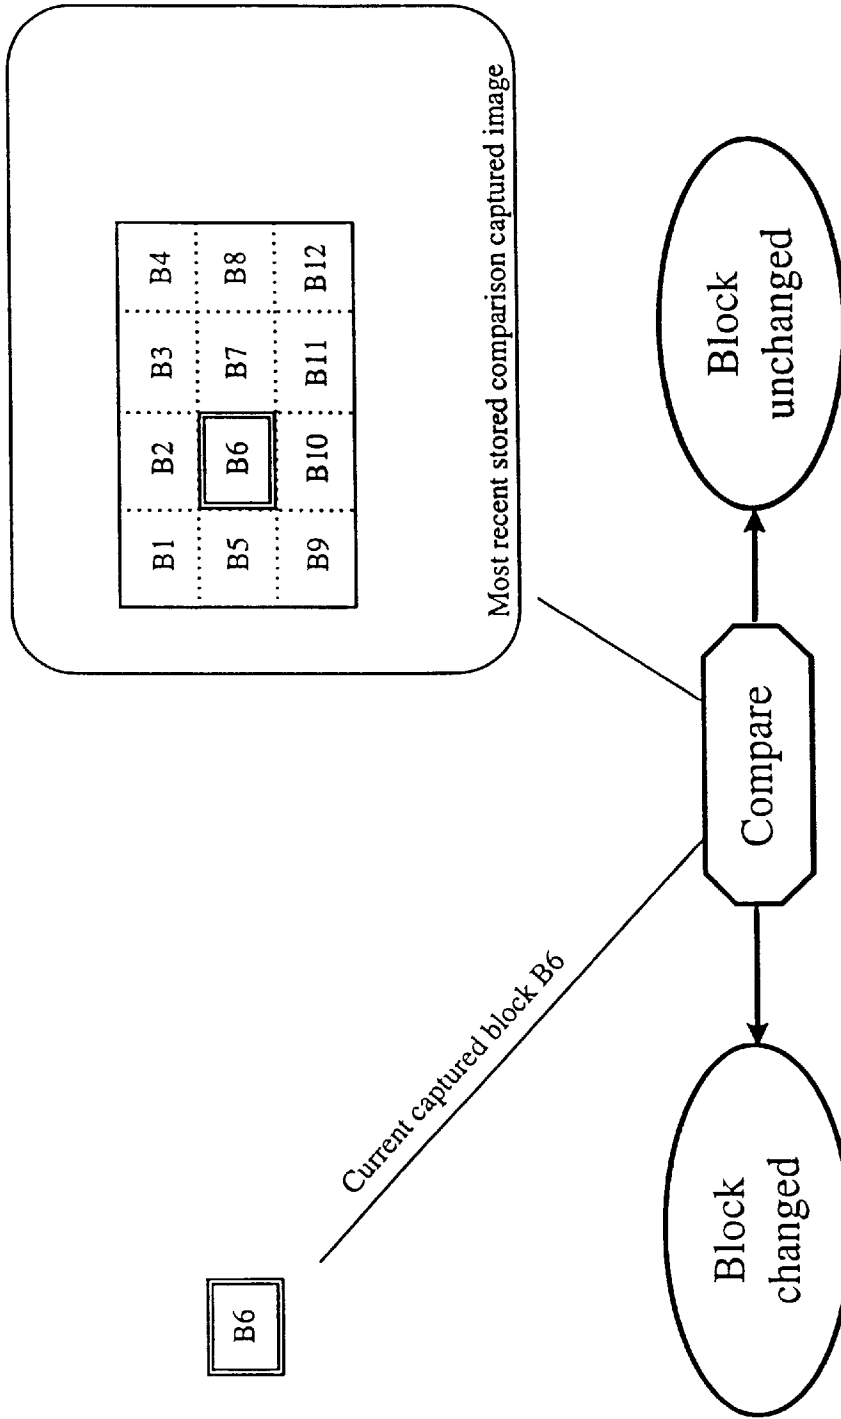 B1 B2 B3 B4
B5 B6 B7 B8
B9 B10 B11 B12
Most recent stored comparison captured image
B6
Current captured block B6
Compare
Block
changed
Block
unchanged